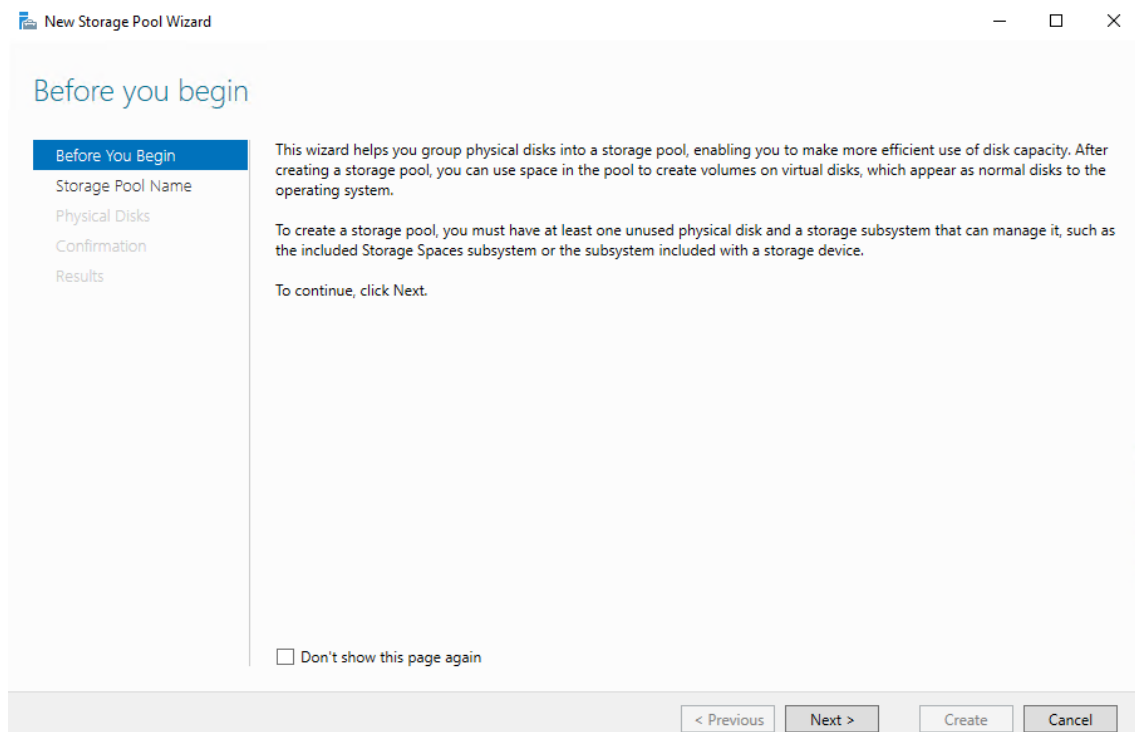 New Storage Pool Wizard
Before you begin
Before You Begin
Storage Pool Name
Physical Disks
Confirmation
Results
This wizard helps you group physical disks into a storage pool, enabling you to make more efficient use of disk capacity. After
creating a storage pool, you can use space in the pool to create volumes on virtual disks, which appear as normal disks to the
operating system.
To create a storage pool, you must have at least one unused physical disk and a storage subsystem that can manage it, such as
the included Storage Spaces subsystem or the subsystem included with a storage device.
To continue, click Next.
Don't show this page again
< Previous
Next >
Create
Cancel